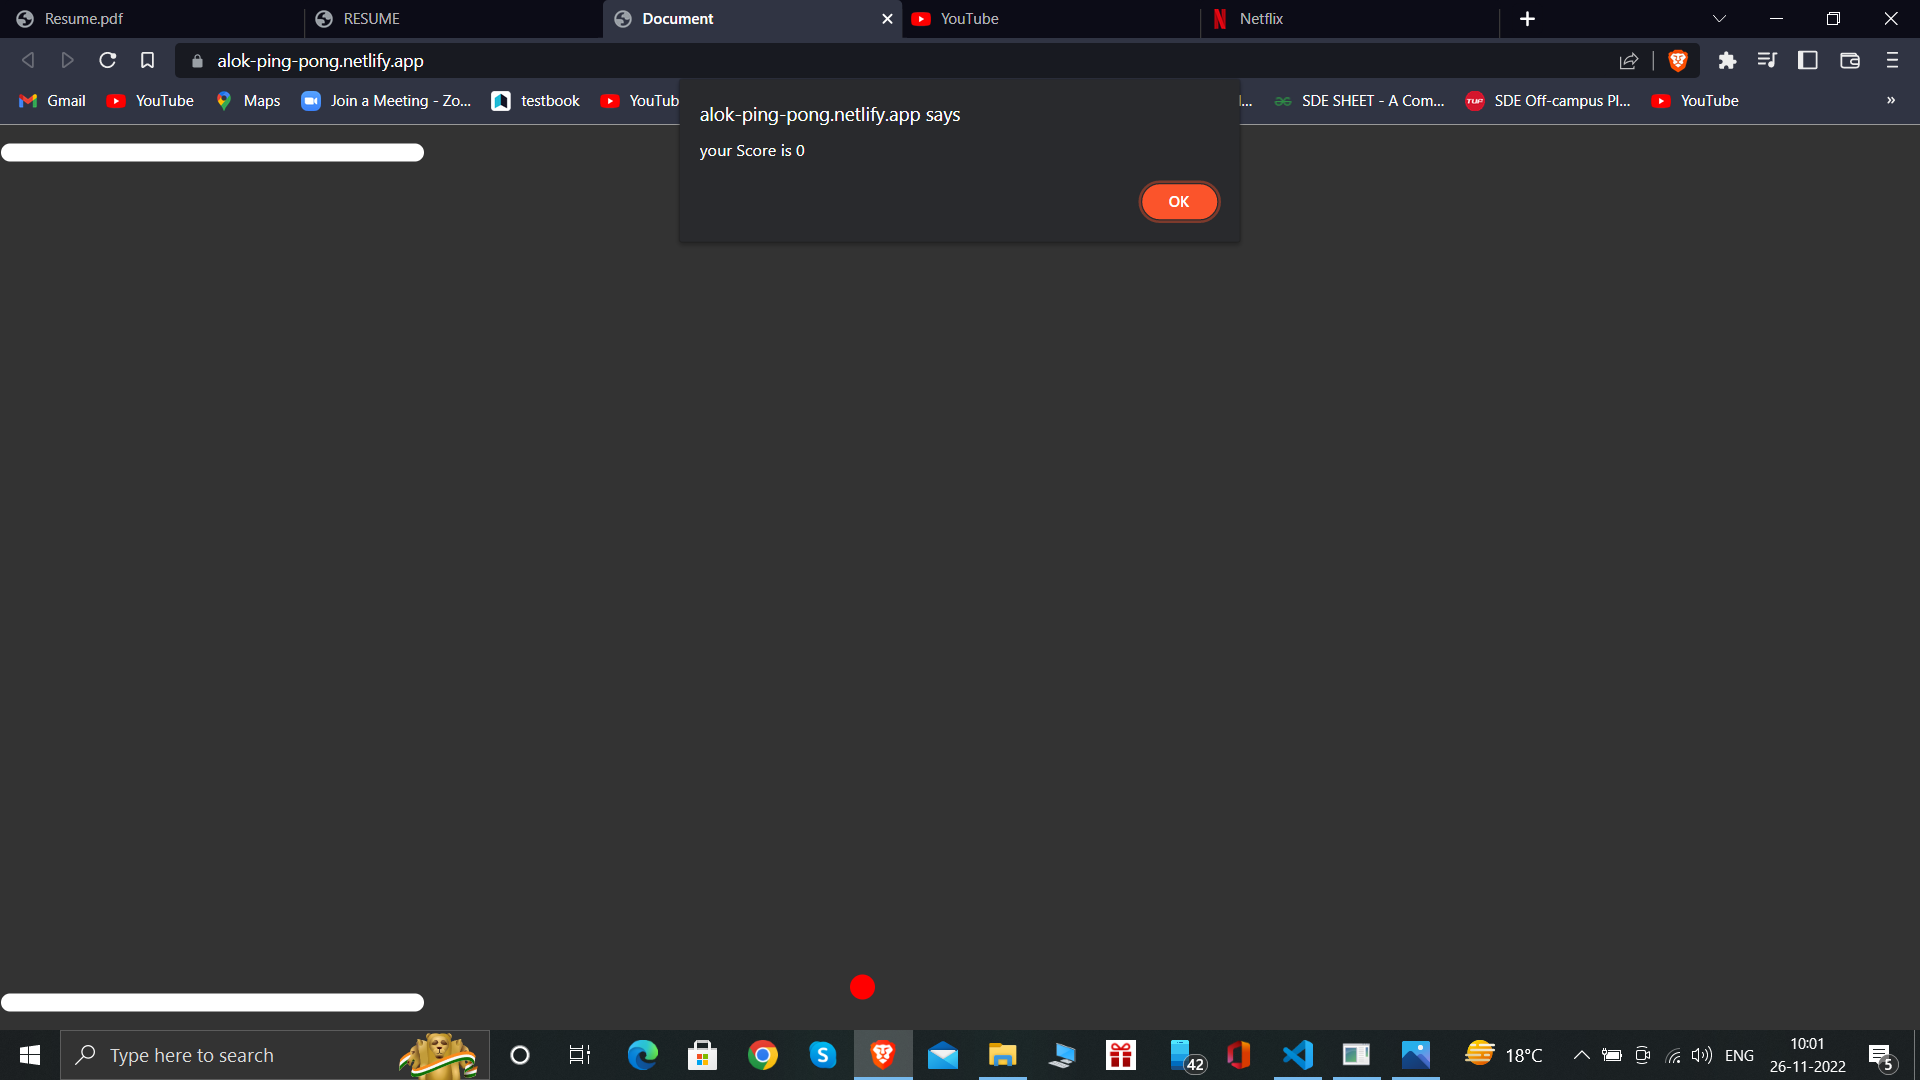 Resume.pdf
RESUME
Document
YouTube
Netflix
alok-ping-pong.netlify.app
Gmail
YouTube
Maps
Join a Meeting - Zo...
testbook
YouTub
SDE SHEET - A Com...
TUF
SDE Off-campus Pl...
YouTube
»
alok-ping-pong.netlify.app says
your Score is 0
OK
Type here to search
42
18°C
ENG
10:01
26-11-2022
5